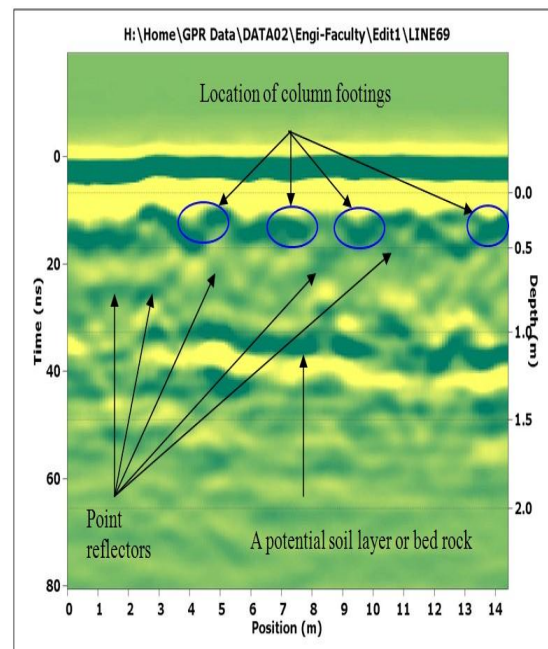 H:\Home\GPR Data\DATA02\Engi-Faculty\Edit1\LINE69
Location of column footings
0
20
40
60
80
Time (ns)
0.0
0.5
1.0
1.5
2.0
Depth (m)
Point
reflectors
A potential soil layer or bed rock
0 1 2 3 4 5 6 7 8 9 10 11 12 13 14
Position (m)